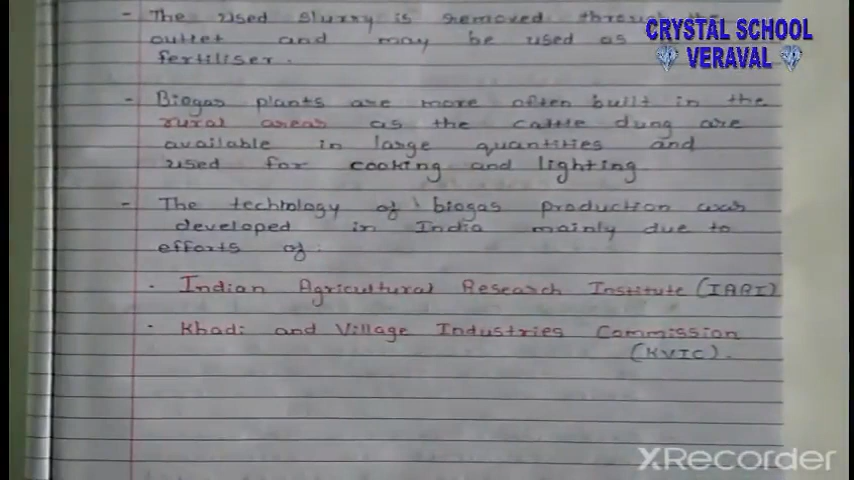 - The used slurry is removed through the
outlet and may be used as
fertiliser.
- Biogas plants are more often built in the
rural areas as the cattle dung are
available in large quantities and
used for cooking and lighting
- The technology of biogas production was
developed in India mainly due to
efforts of :
· Indian Agricultural Research Institute (IARI)
· Khadi and Village Industries Commission
(KVIC).
CRYSTAL SCHOOL
VERAVAL
XRecorder